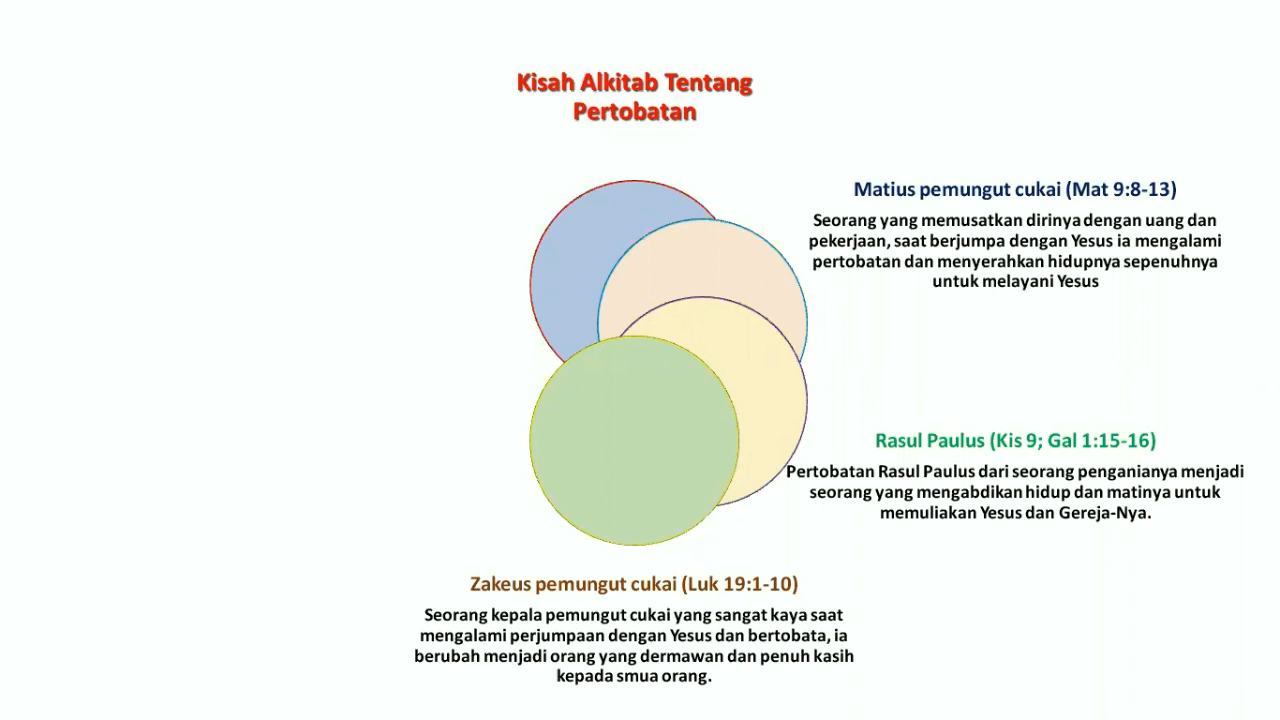 Kisah Alkitab Tentang
Pertobatan
Matius pemungut cukai (Mat 9:8-13)
Seorang yang memusatkan dirinya dengan uang dan
pekerjaan, saat berjumpa dengan Yesus ia mengalami
pertobatan dan menyerahkan hidupnya sepenuhnya
untuk melayani Yesus
Rasul Paulus (Kis 9; Gal 1:15-16)
Pertobatan Rasul Paulus dari seorang penganianya menjadi
seorang yang mengabdikan hidup dan matinya untuk
memuliakan Yesus dan Gereja-Nya.
Zakeus pemungut cukai (Luk 19:1-10)
Seorang kepala pemungut cukai yang sangat kaya saat
mengalami perjumpaan dengan Yesus dan bertobata, ia
berubah menjadi orang yang dermawan dan penuh kasih
kepada smua orang.